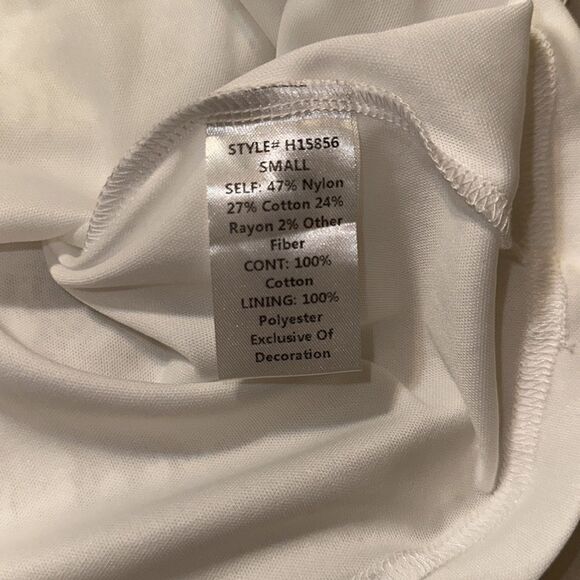 STYLE# H15856
SMALL
SELF: 47% Nylon
27% Cotton 24%
Rayon 2% Other
Fiber
CONT: 100%
Cotton
LINING: 100%
Polyester
Exclusive Of
Decoration